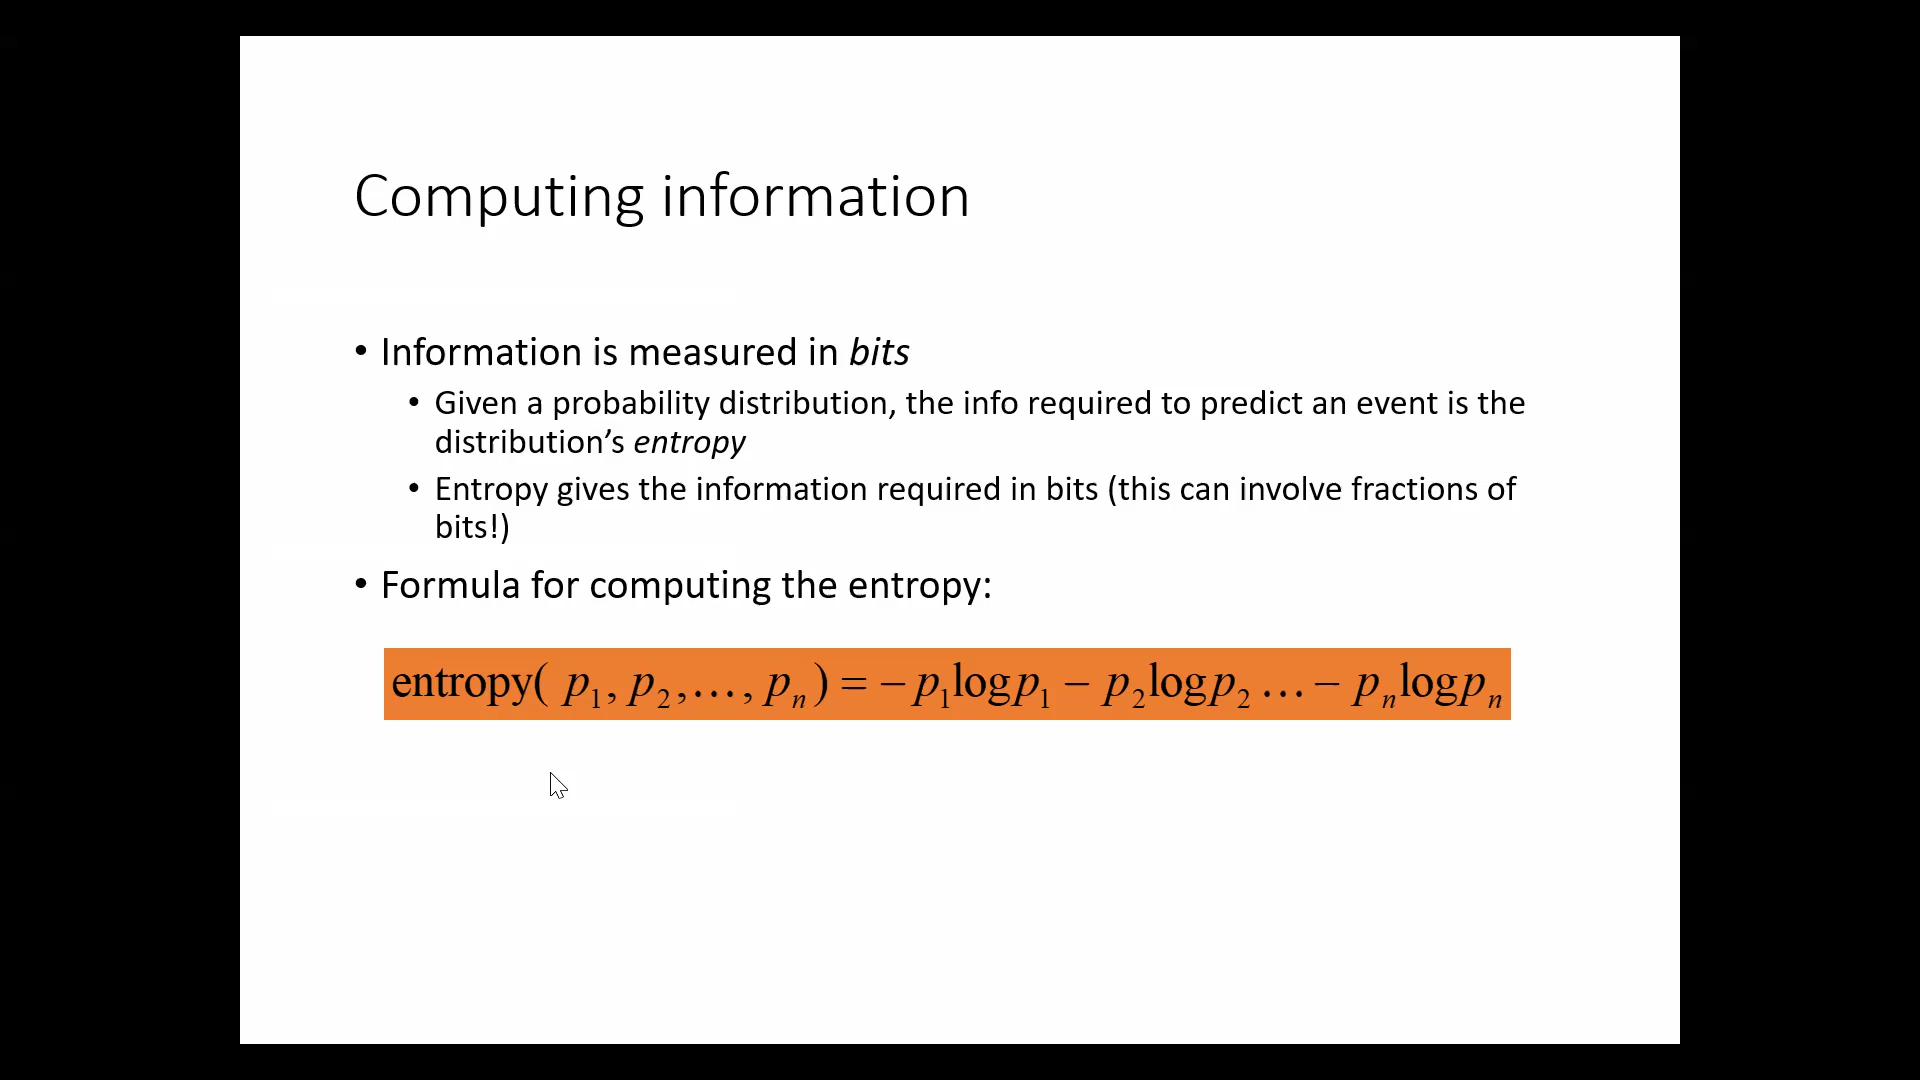 Computing information
• Information is measured in bits
• Given a probability distribution, the info required to predict an event is the
distribution’s entropy
• Entropy gives the information required in bits (this can involve fractions of
bits!)
• Formula for computing the entropy:
entropy( p₁, p₂,…, pₙ) = − p₁logp₁ − p₂logp₂ … − pₙlogpₙ